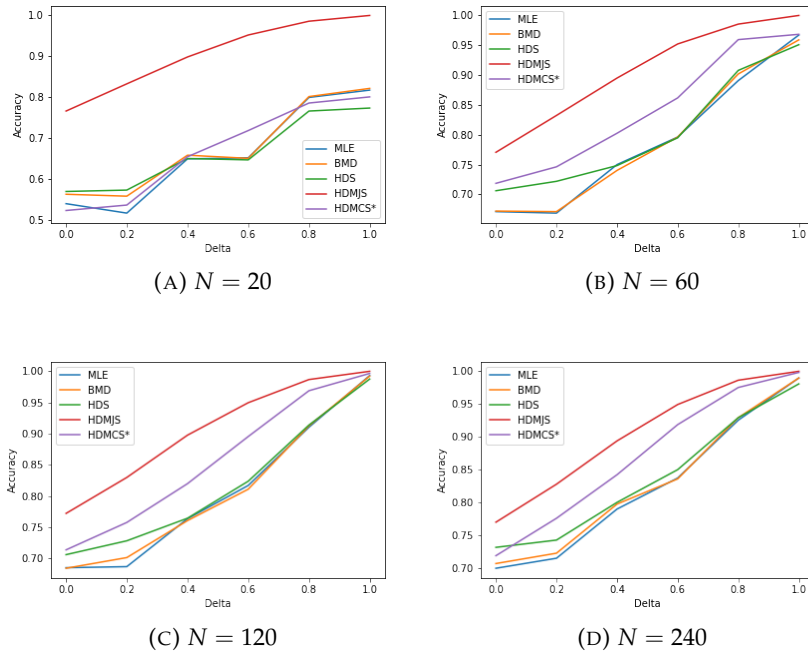 1.0
0.9
0.8
0.7
0.6
0.5
Accuracy
MLE
BMD
HDS
HDMJS
HDMCS*
0.0 0.2 0.4 0.6 0.8 1.0
Delta
(A) N = 20
1.00
0.95
0.90
0.85
0.80
0.75
0.70
Accuracy
MLE
BMD
HDS
HDMJS
HDMCS*
0.0 0.2 0.4 0.6 0.8 1.0
Delta
(B) N = 60
1.00
0.95
0.90
0.85
0.80
0.75
0.70
Accuracy
MLE
BMD
HDS
HDMJS
HDMCS*
0.0 0.2 0.4 0.6 0.8 1.0
Delta
(C) N = 120
1.00
0.95
0.90
0.85
0.80
0.75
0.70
Accuracy
MLE
BMD
HDS
HDMJS
HDMCS*
0.0 0.2 0.4 0.6 0.8 1.0
Delta
(D) N = 240